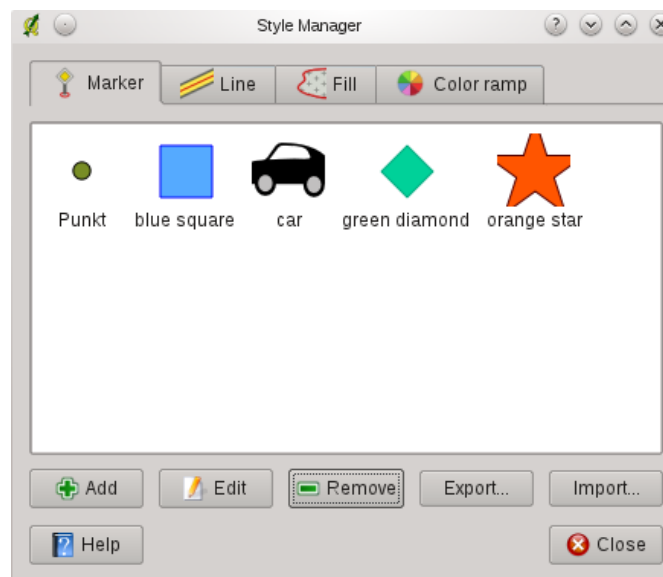 Style Manager
Marker Line Fill Color ramp
Punkt blue square car green diamond orange star
Add Edit Remove Export... Import...
Help Close